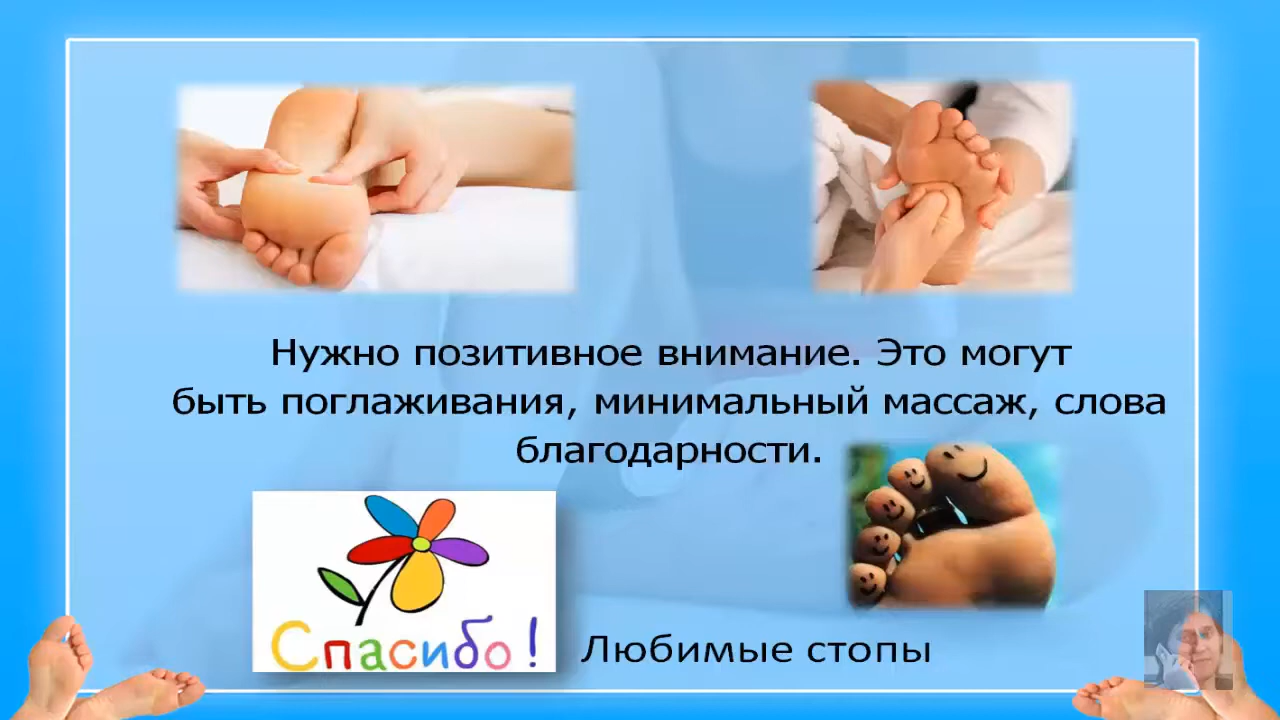 Нужно позитивное внимание. Это могут
быть поглаживания, минимальный массаж, слова
благодарности.
Спасибо!
Любимые стопы